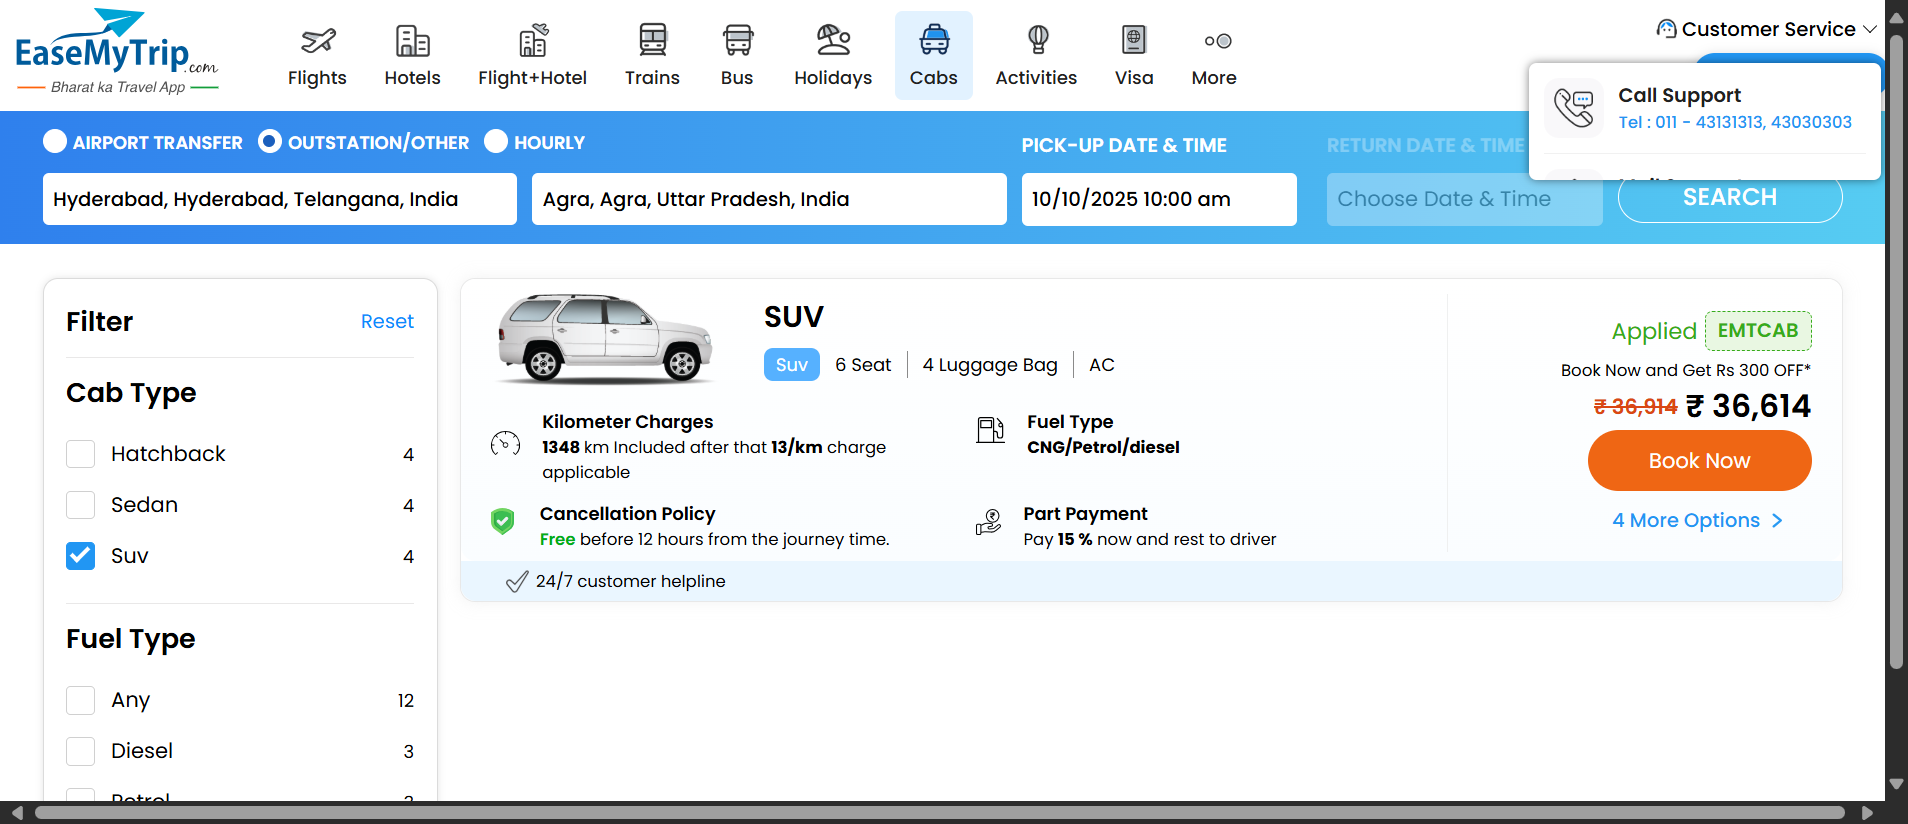 EaseMyTrip.com
Bharat ka Travel App
Flights
Hotels
Flight+Hotel
Trains
Bus
Holidays
Cabs
Activities
Visa
More
Customer Service
Call Support
Tel : 011 - 43131313, 43030303
AIRPORT TRANSFER
OUTSTATION/OTHER
HOURLY
PICK-UP DATE & TIME
RETURN DATE & TIME
Hyderabad, Hyderabad, Telangana, India
Agra, Agra, Uttar Pradesh, India
10/10/2025 10:00 am
Choose Date & Time
SEARCH
Filter
Reset
Cab Type
Hatchback 4
Sedan 4
Suv 4
Fuel Type
Any 12
Diesel 3
Petrol
SUV
Suv 6 Seat 4 Luggage Bag AC
Kilometer Charges
1348 km Included after that 13/km charge
applicable
Fuel Type
CNG/Petrol/diesel
Cancellation Policy
Free before 12 hours from the journey time.
Part Payment
Pay 15 % now and rest to driver
24/7 customer helpline
Applied EMTCAB
Book Now and Get Rs 300 OFF*
₹ 36,914 ₹ 36,614
Book Now
4 More Options